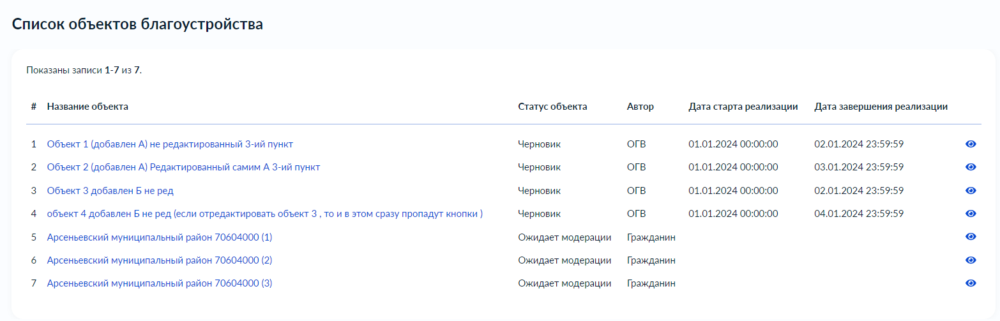 Список объектов благоустройства
Показаны записи 1-7 из 7.
# Название объекта Статус объекта Автор Дата старта реализации Дата завершения реализации
1 Объект 1 (добавлен А) не редактированный 3-ий пункт Черновик ОГВ 01.01.2024 00:00:00 02.01.2024 23:59:59
2 Объект 2 (добавлен А) Редактированный самим А 3-ий пункт Черновик ОГВ 01.01.2024 00:00:00 03.01.2024 23:59:59
3 Объект 3 добавлен Б не ред Черновик ОГВ 01.01.2024 00:00:00 02.01.2024 23:59:59
4 объект 4 добавлен Б не ред (если отредактировать объект 3 , то и в этом сразу пропадут кнопки ) Черновик ОГВ 01.01.2024 00:00:00 04.01.2024 23:59:59
5 Арсеньевский муниципальный район 70604000 (1) Ожидает модерации Гражданин
6 Арсеньевский муниципальный район 70604000 (2) Ожидает модерации Гражданин
7 Арсеньевский муниципальный район 70604000 (3) Ожидает модерации Гражданин